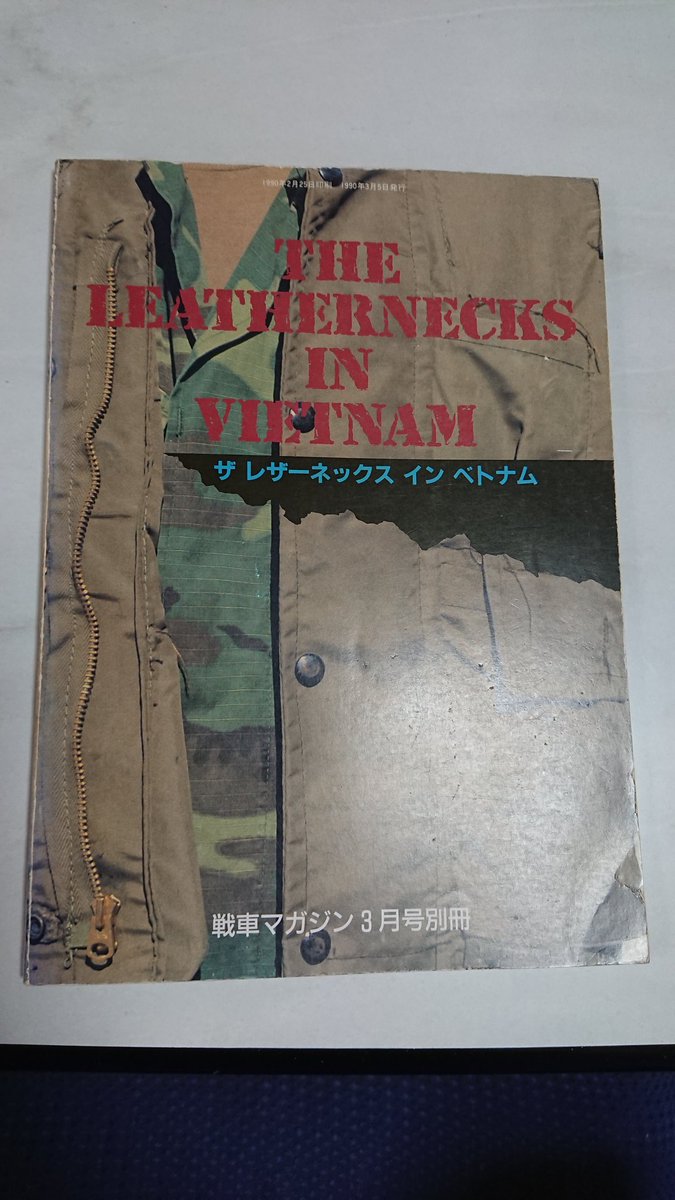 1990年2月25日印刷 1990年3月5日発行
THE
LEATHERNECKS
IN
VIETNAM
ザ レザーネックス イン ベトナム
戦車マガジン3月号別冊